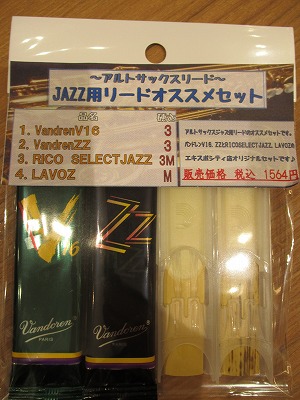 ～アルトサックスリード～
JAZZ用リードオススメセット
品名 硬さ
1. VandrenV16 3
2. VandrenZZ 3
3. RICO SELECTJAZZ 3M
4. LAVOZ M
アルトサックスジャズ用リードのオススメセットです。
バンドレンV16、ZZとRICOSELECTJAZZ、LAVOZの
エキスポシティ店オリジナルセットです♪
販売価格 税込 1564円
V16
ZZ
Vandoren
PARIS
Vandoren
PARIS